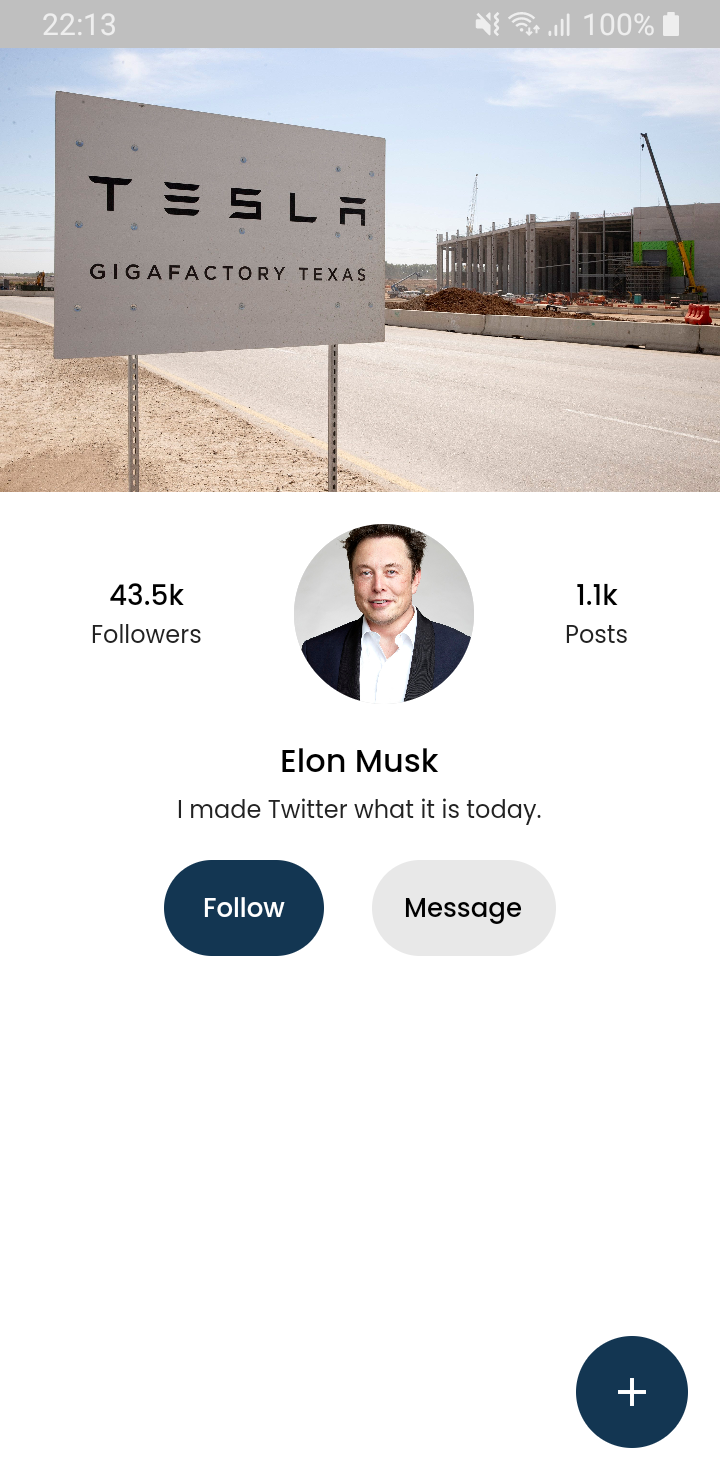 22:13 100%
TESLA
GIGAFACTORY TEXAS
43.5k
Followers
1.1k
Posts
Elon Musk
I made Twitter what it is today.
Follow Message
+